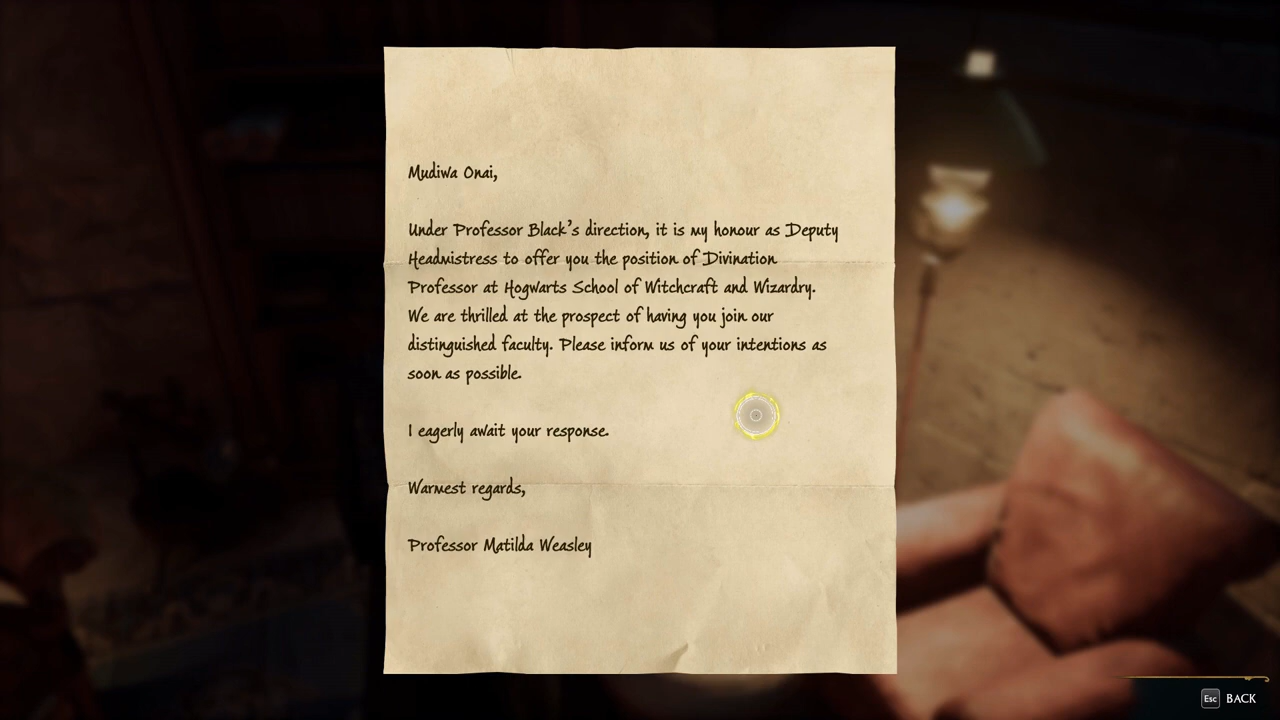 Mudiwa Onai,
Under Professor Black's direction, it is my honour as Deputy
Headmistress to offer you the position of Divination
Professor at Hogwarts School of Witchcraft and Wizardry.
We are thrilled at the prospect of having you join our
distinguished faculty. Please inform us of your intentions as
soon as possible.
I eagerly await your response.
Warmest regards,
Professor Matilda Weasley
Esc BACK